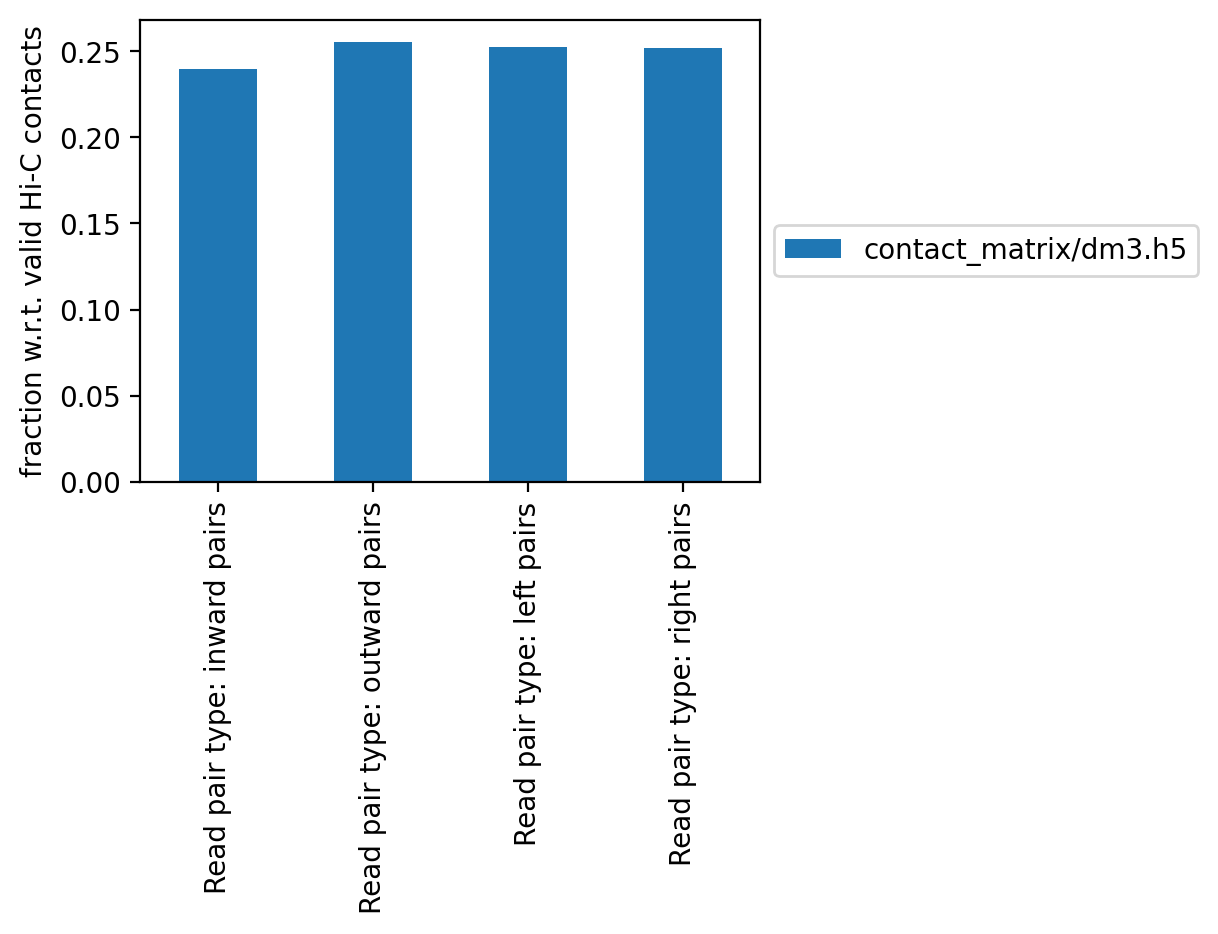 fraction w.r.t. valid Hi-C contacts
0.25
0.20
0.15
0.10
0.05
0.00
Read pair type: inward pairs
Read pair type: outward pairs
Read pair type: left pairs
Read pair type: right pairs
contact_matrix/dm3.h5